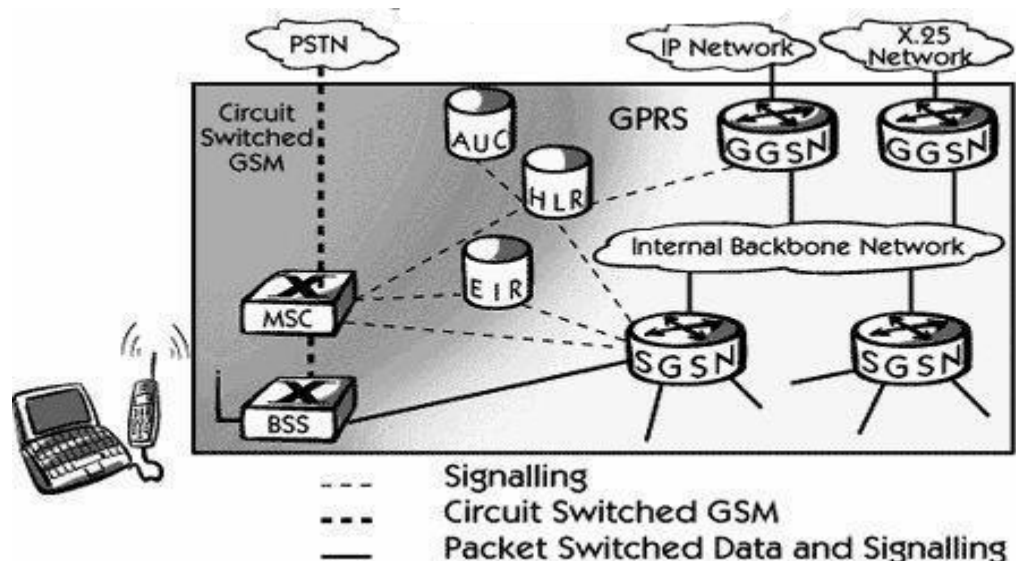 PSTN
IP Network
X.25
Network
Circuit
Switched
GSM
AUC
GPRS
GGSN
GGSN
HLR
Internal Backbone Network
EIR
MSC
SGSN
SGSN
BSS
Signalling
Circuit Switched GSM
Packet Switched Data and Signalling